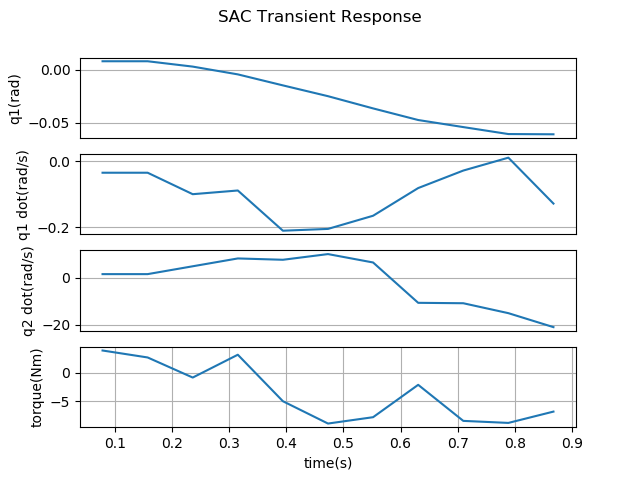 SAC Transient Response
0.00
−0.05
q1(rad)
0.0
−0.2
q1 dot(rad/s)
0
−20
q2 dot(rad/s)
0
−5
torque(Nm)
0.1 0.2 0.3 0.4 0.5 0.6 0.7 0.8 0.9
time(s)